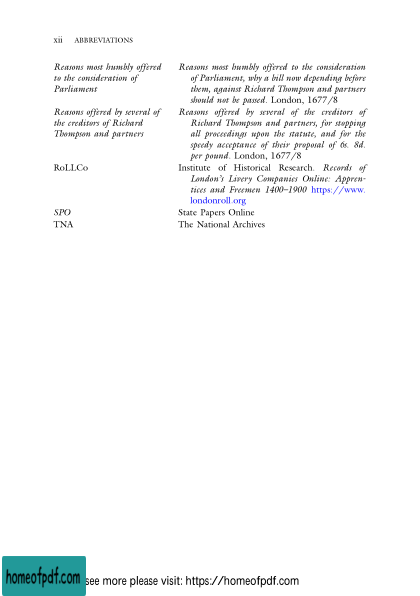 xii ABBREVIATIONS
Reasons most humbly offered
to the consideration of
Parliament
Reasons most humbly offered to the consideration
of Parliament, why a bill now depending before
them, against Richard Thompson and partners
should not be passed. London, 1677/8
Reasons offered by several of
the creditors of Richard
Thompson and partners
Reasons offered by several of the creditors of
Richard Thompson and partners, for stopping
all proceedings upon the statute, and for the
speedy acceptance of their proposal of 6s. 8d.
per pound. London, 1677/8
RoLLCo
Institute of Historical Research. Records of
London's Livery Companies Online: Appren-
tices and Freemen 1400–1900 https://www.
londonroll.org
SPO State Papers Online
TNA The National Archives
homeofpdf.com see more please visit: https://homeofpdf.com